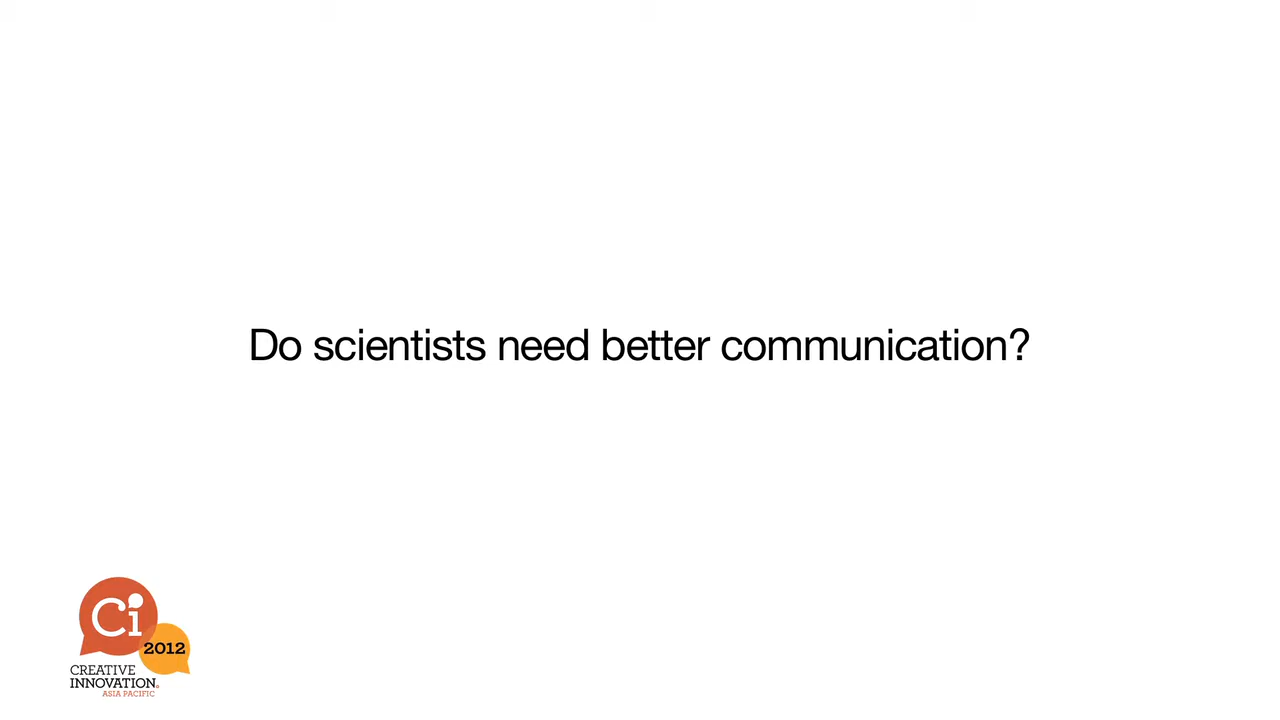 Do scientists need better communication?
Ci
2012
CREATIVE
INNOVATION.
ASIA PACIFIC